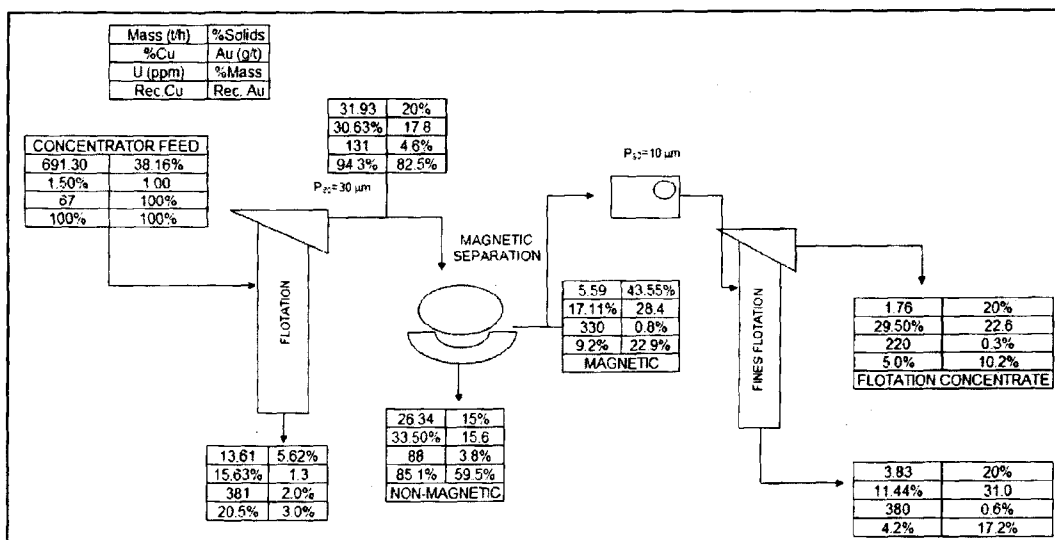 Mass (t/h) %Solids
%Cu Au (g/t)
U (ppm) %Mass
Rec.Cu Rec. Au
CONCENTRATOR FEED
691.30 38.16%
1.50% 1.00
67 100%
100% 100%
31.93 20%
30.63% 17.8
131 4.6%
94.3% 82.5%
P80=30 µm
FLOTATION
13.61 5.62%
15.63% 1.3
381 2.0%
20.5% 3.0%
MAGNETIC
SEPARATION
26.34 15%
33.50% 15.6
88 3.8%
85.1% 59.5%
NON-MAGNETIC
5.59 43.55%
17.11% 28.4
330 0.8%
9.2% 22.9%
MAGNETIC
P80=10 µm
FINES FLOTATION
1.76 20%
29.50% 22.6
220 0.3%
5.0% 10.2%
FLOTATION CONCENTRATE
3.83 20%
11.44% 31.0
380 0.6%
4.2% 17.2%